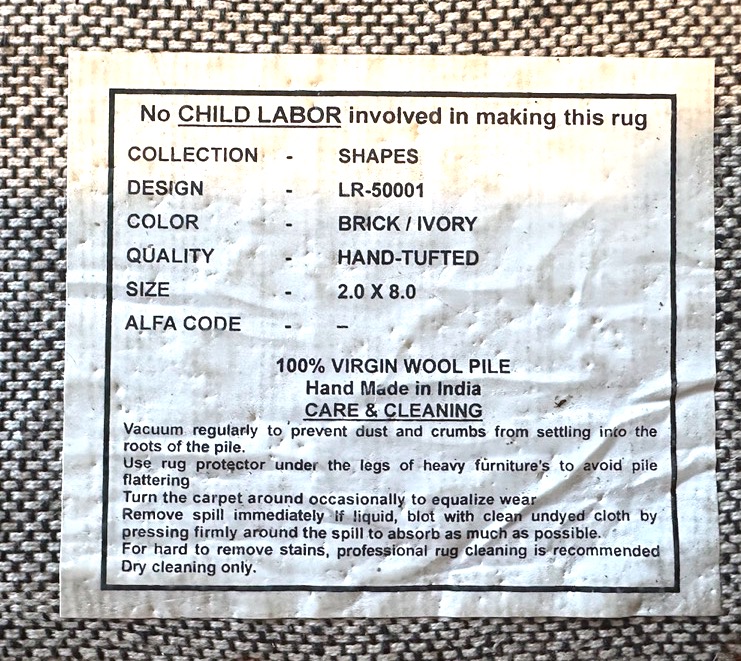 No CHILD LABOR involved in making this rug
COLLECTION - SHAPES
DESIGN - LR-50001
COLOR - BRICK / IVORY
QUALITY - HAND-TUFTED
SIZE - 2.0 X 8.0
ALFA CODE - –
100% VIRGIN WOOL PILE
Hand Made in India
CARE & CLEANING
Vacuum regularly to prevent dust and crumbs from settling into the
roots of the pile.
Use rug protector under the legs of heavy furniture's to avoid pile
flattering
Turn the carpet around occasionally to equalize wear
Remove spill immediately if liquid, blot with clean undyed cloth by
pressing firmly around the spill to absorb as much as possible.
For hard to remove stains, professional rug cleaning is recommended
Dry cleaning only.